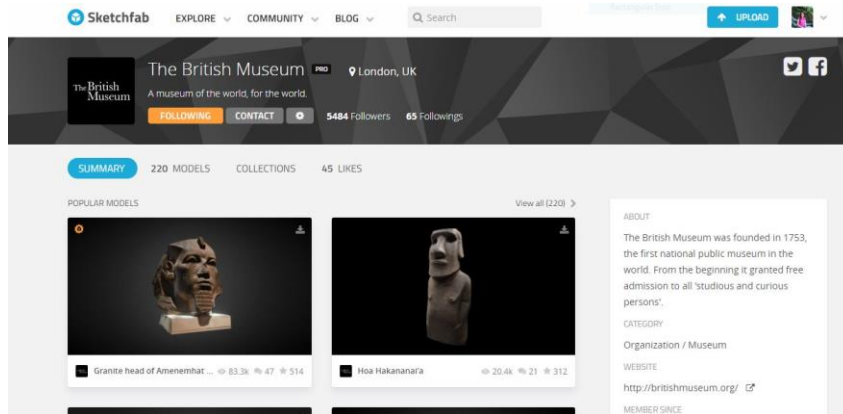 Sketchfab EXPLORE COMMUNITY BLOG Search UPLOAD
The British Museum PRO London, UK
The British Museum
A museum of the world, for the world.
FOLLOWING CONTACT 5484 Followers 65 Followings
SUMMARY 220 MODELS COLLECTIONS 45 LIKES
POPULAR MODELS View all (220)
Granite head of Amenemhat ... 83.3k 47 514
Hoa Hakananai'a 20.4k 21 312
ABOUT
The British Museum was founded in 1753,
the first national public museum in the
world. From the beginning it granted free
admission to all 'studious and curious
persons'.
CATEGORY
Organization / Museum
WEBSITE
http://britishmuseum.org/
MEMBER SINCE